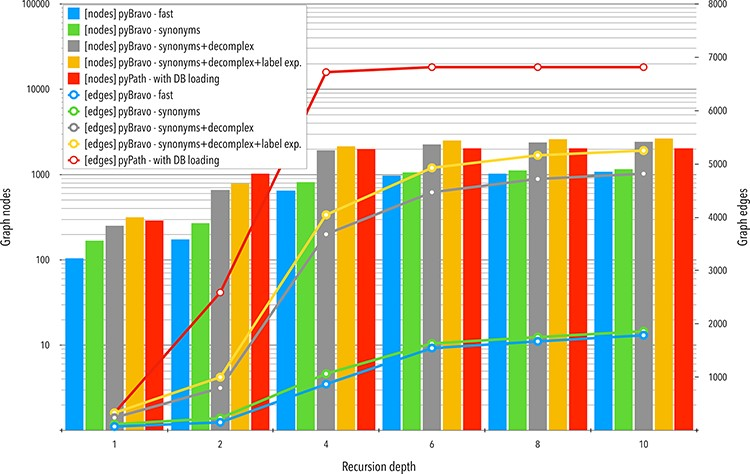 100000
10000
1000
100
10
Graph nodes
[nodes] pyBravo - fast
[nodes] pyBravo - synonyms
[nodes] pyBravo - synonyms+decomplex
[nodes] pyBravo - synonyms+decomplex+label exp.
[nodes] pyPath - with DB loading
[edges] pyBravo - fast
[edges] pyBravo - synonyms
[edges] pyBravo - synonyms+decomplex
[edges] pyBravo - synonyms+decomplex+label exp.
[edges] pyPath - with DB loading
8000
7000
6000
5000
4000
3000
2000
1000
Graph edges
1 2 4 6 8 10
Recursion depth